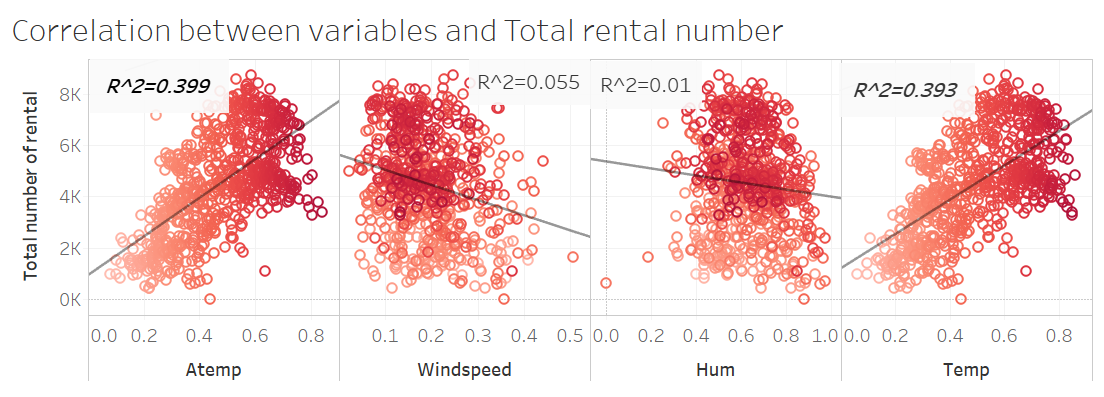 Correlation between variables and Total rental number
R^2=0.399
R^2=0.055
R^2=0.01
R^2=0.393
Total number of rental
8K
6K
4K
2K
0K
0.0 0.2 0.4 0.6 0.8
0.1 0.2 0.3 0.4 0.5
0.0 0.2 0.4 0.6 0.8 1.0
0.0 0.2 0.4 0.6 0.8
Atemp
Windspeed
Hum
Temp